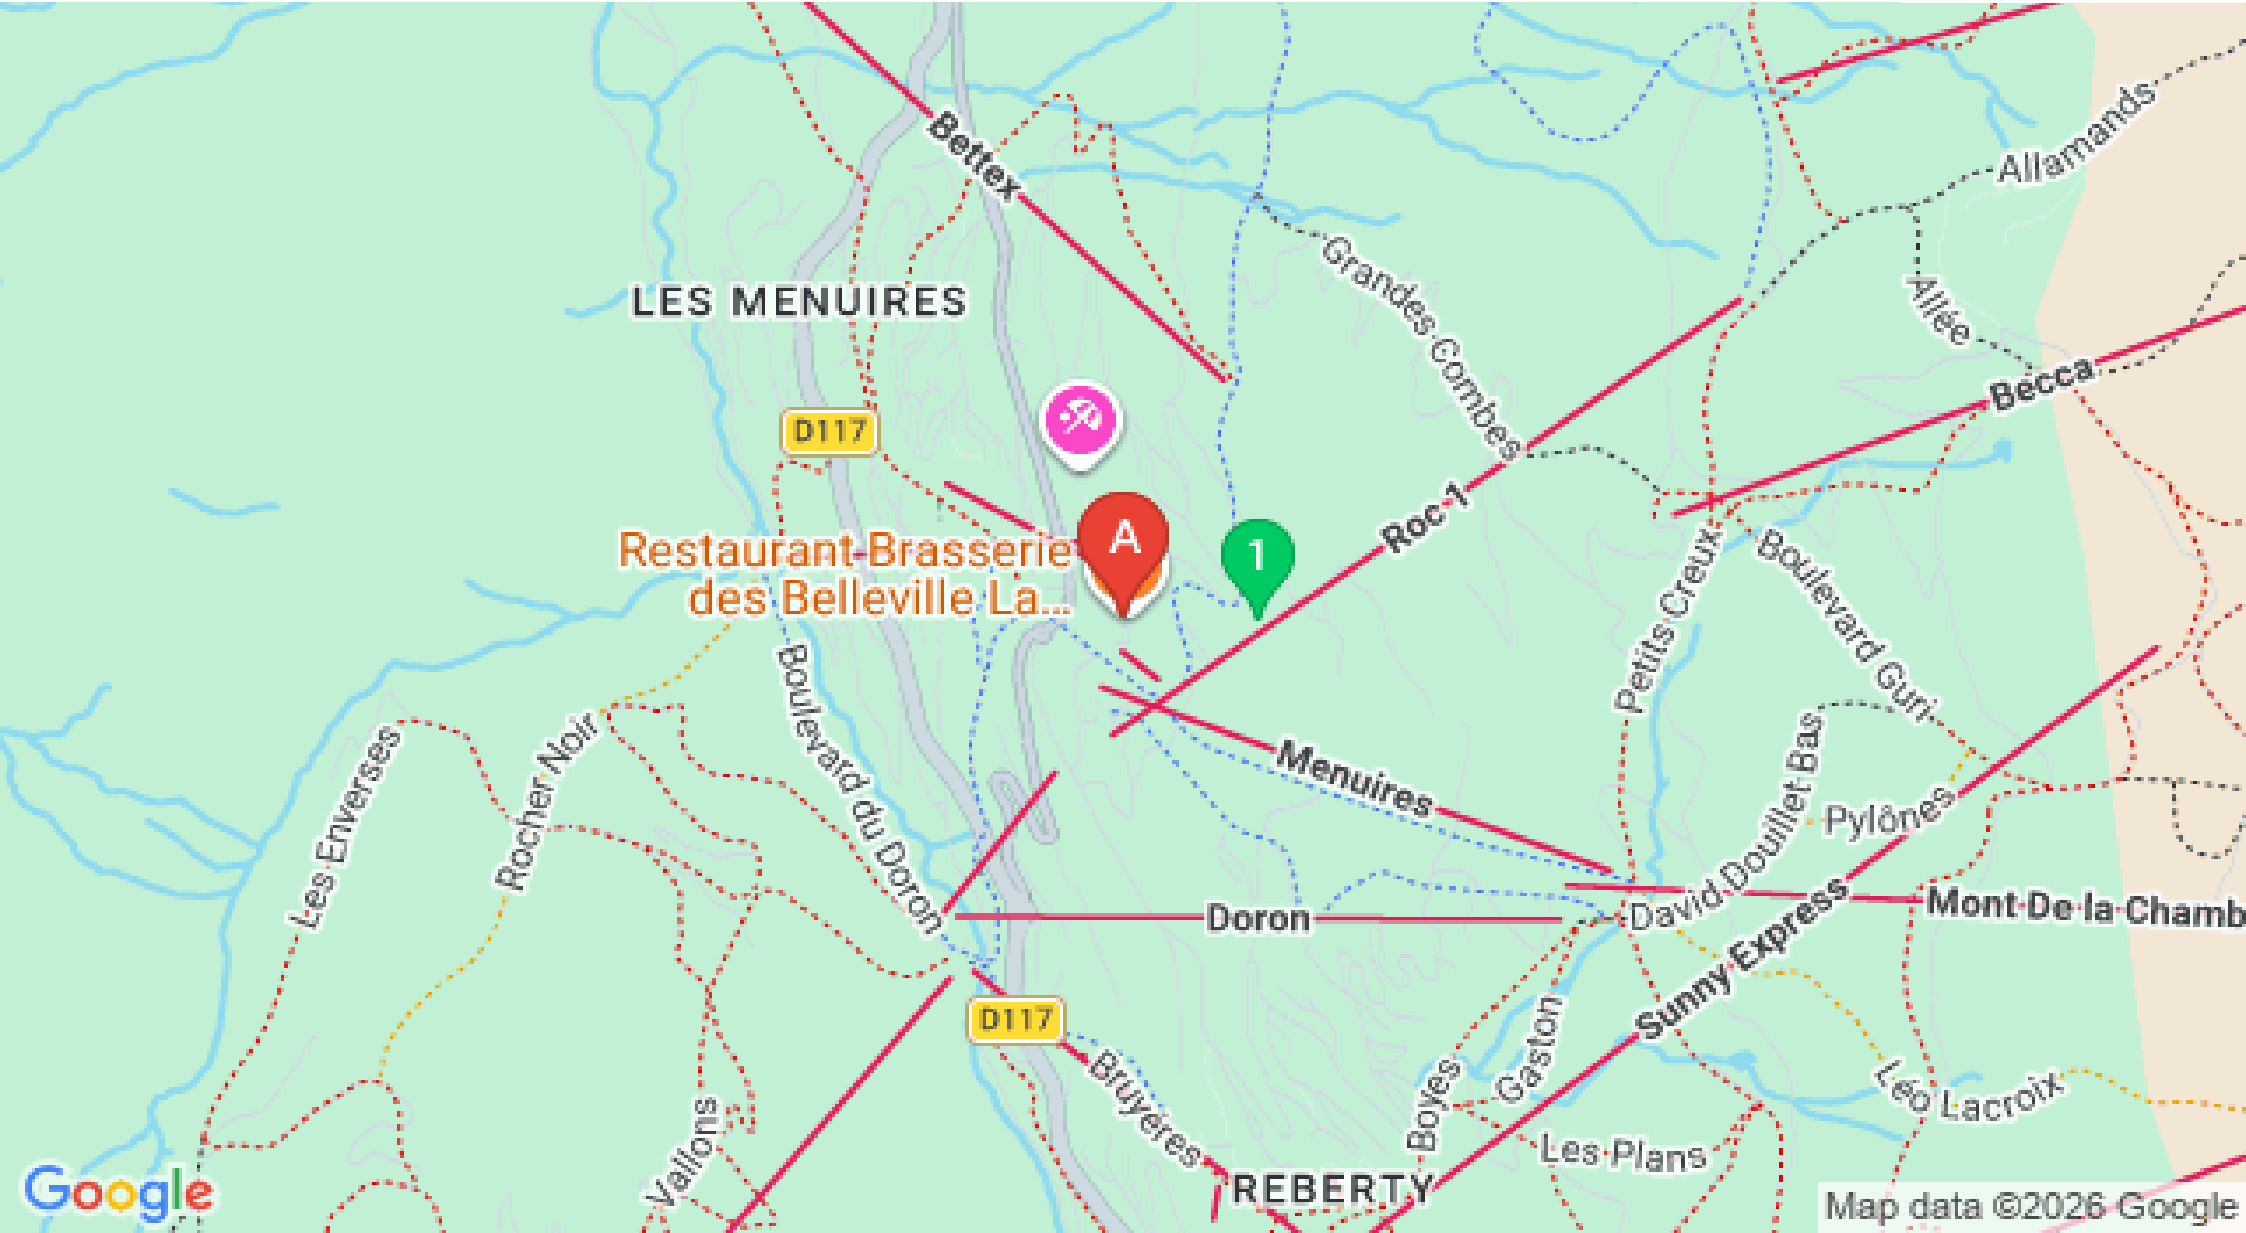 Bettex
Allamands
Grandes Combes
Allée
LES MENUIRES
Becca
D117
Roc 1
A
1
Restaurant Brasserie
des Belleville La...
Petits Creux
Boulevard Guri
Boulevard du Doron
Les Enverses
Rocher Noir
Menuires
David Douillet Bas
Pylônes
Doron
Mont De la Chamb
Sunny Express
D117
Gaston
Boyes
Bruyères
Léo Lacroix
Vallons
Les Plans
REBERTY
Google
Map data ©2026 Google